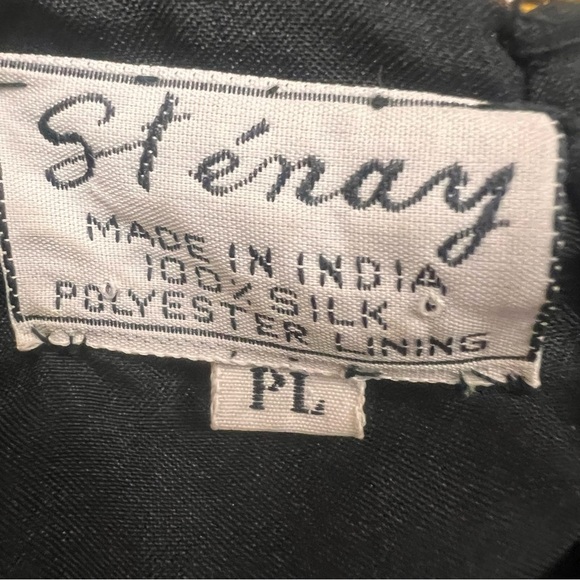 Sténay
MADE IN INDIA
100% SILK
POLYESTER LINING
PL